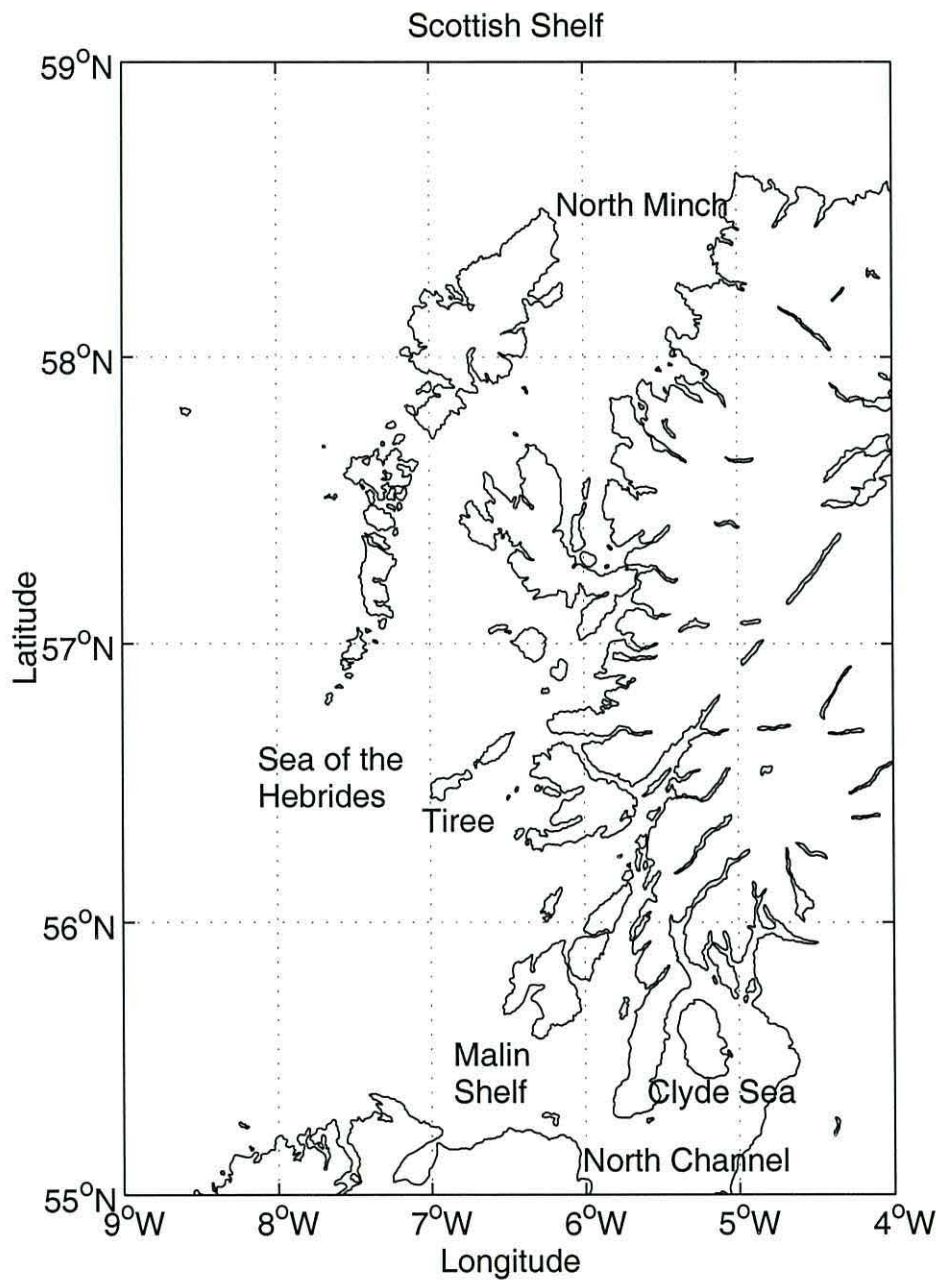 Scottish Shelf
59°N
North Minch
58°N
Latitude
57°N
Sea of the
Hebrides
Tiree
56°N
Malin
Shelf
Clyde Sea
North Channel
55°N
9°W 8°W 7°W 6°W 5°W 4°W
Longitude